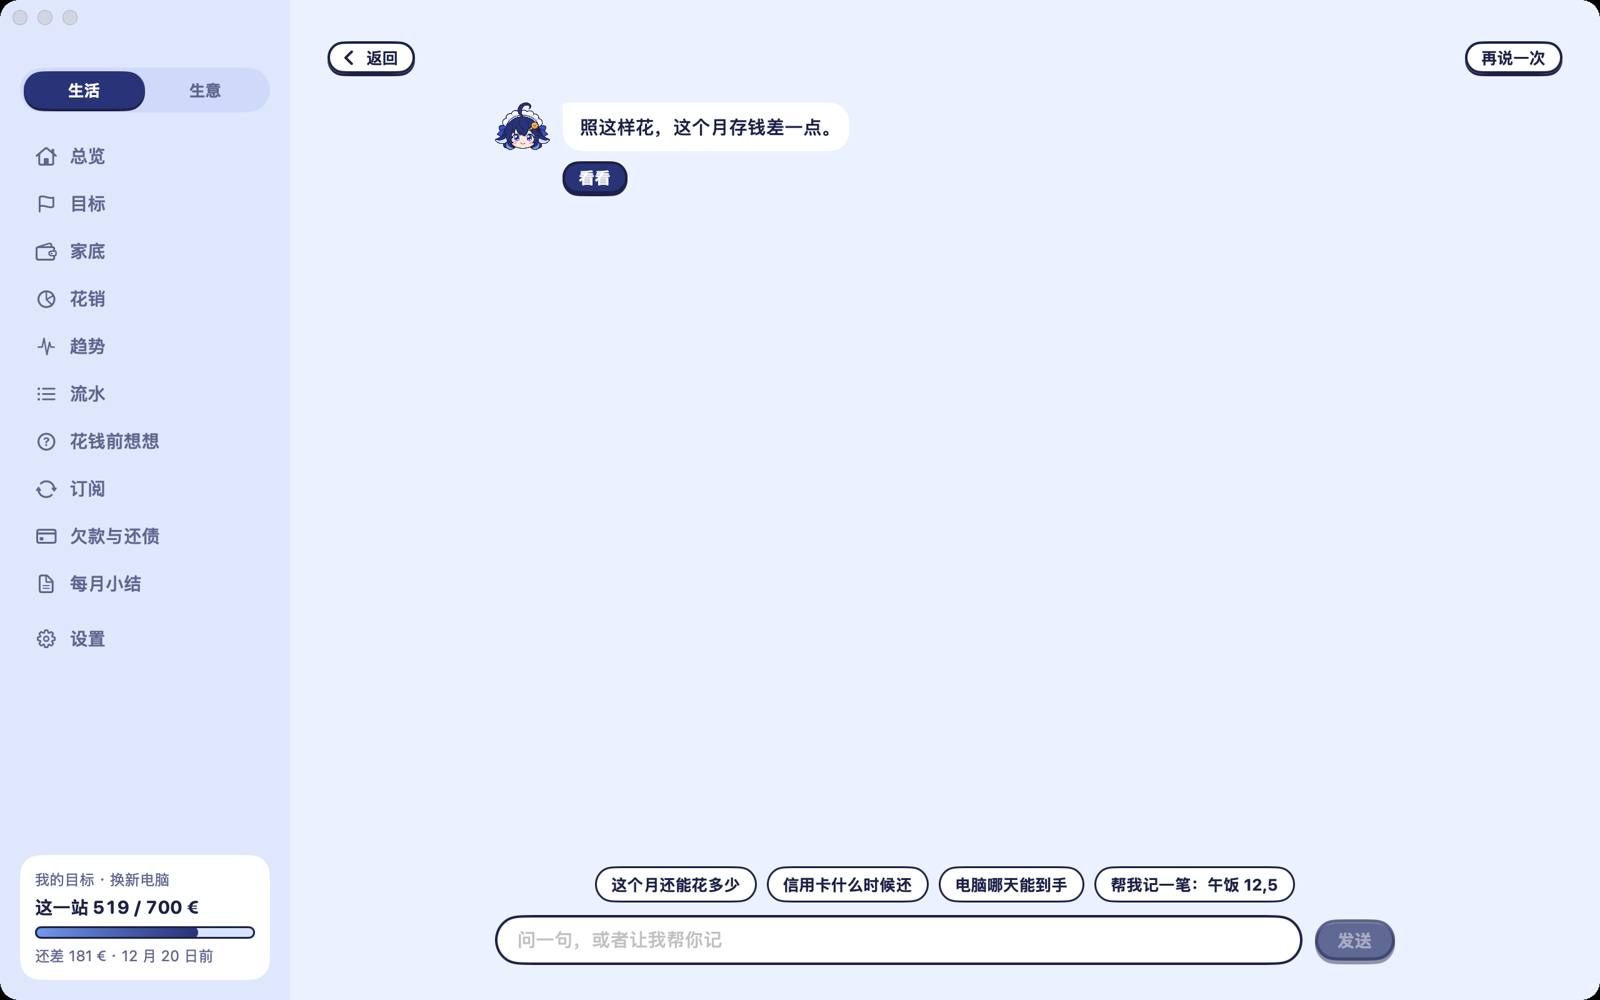 生活
生意
总览
目标
家底
花销
趋势
流水
花钱前想想
订阅
欠款与还债
每月小结
设置
我的目标 · 换新电脑
这一站 519 / 700 €
还差 181 € · 12 月 20 日前
返回
再说一次
照这样花，这个月存钱差一点。
看看
这个月还能花多少
信用卡什么时候还
电脑哪天能到手
帮我记一笔：午饭 12,5
问一句，或者让我帮你记
发送